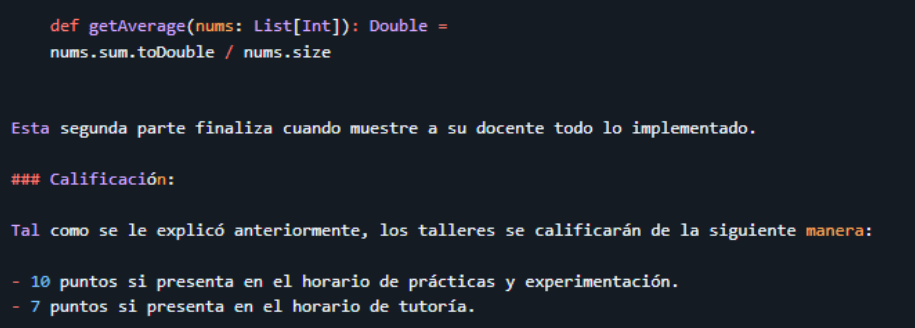 def getAverage(nums: List[Int]): Double =
nums.sum.toDouble / nums.size
Esta segunda parte finaliza cuando muestre a su docente todo lo implementado.
### Calificación:
Tal como se le explicó anteriormente, los talleres se calificarán de la siguiente manera:
- 10 puntos si presenta en el horario de prácticas y experimentación.
- 7 puntos si presenta en el horario de tutoría.